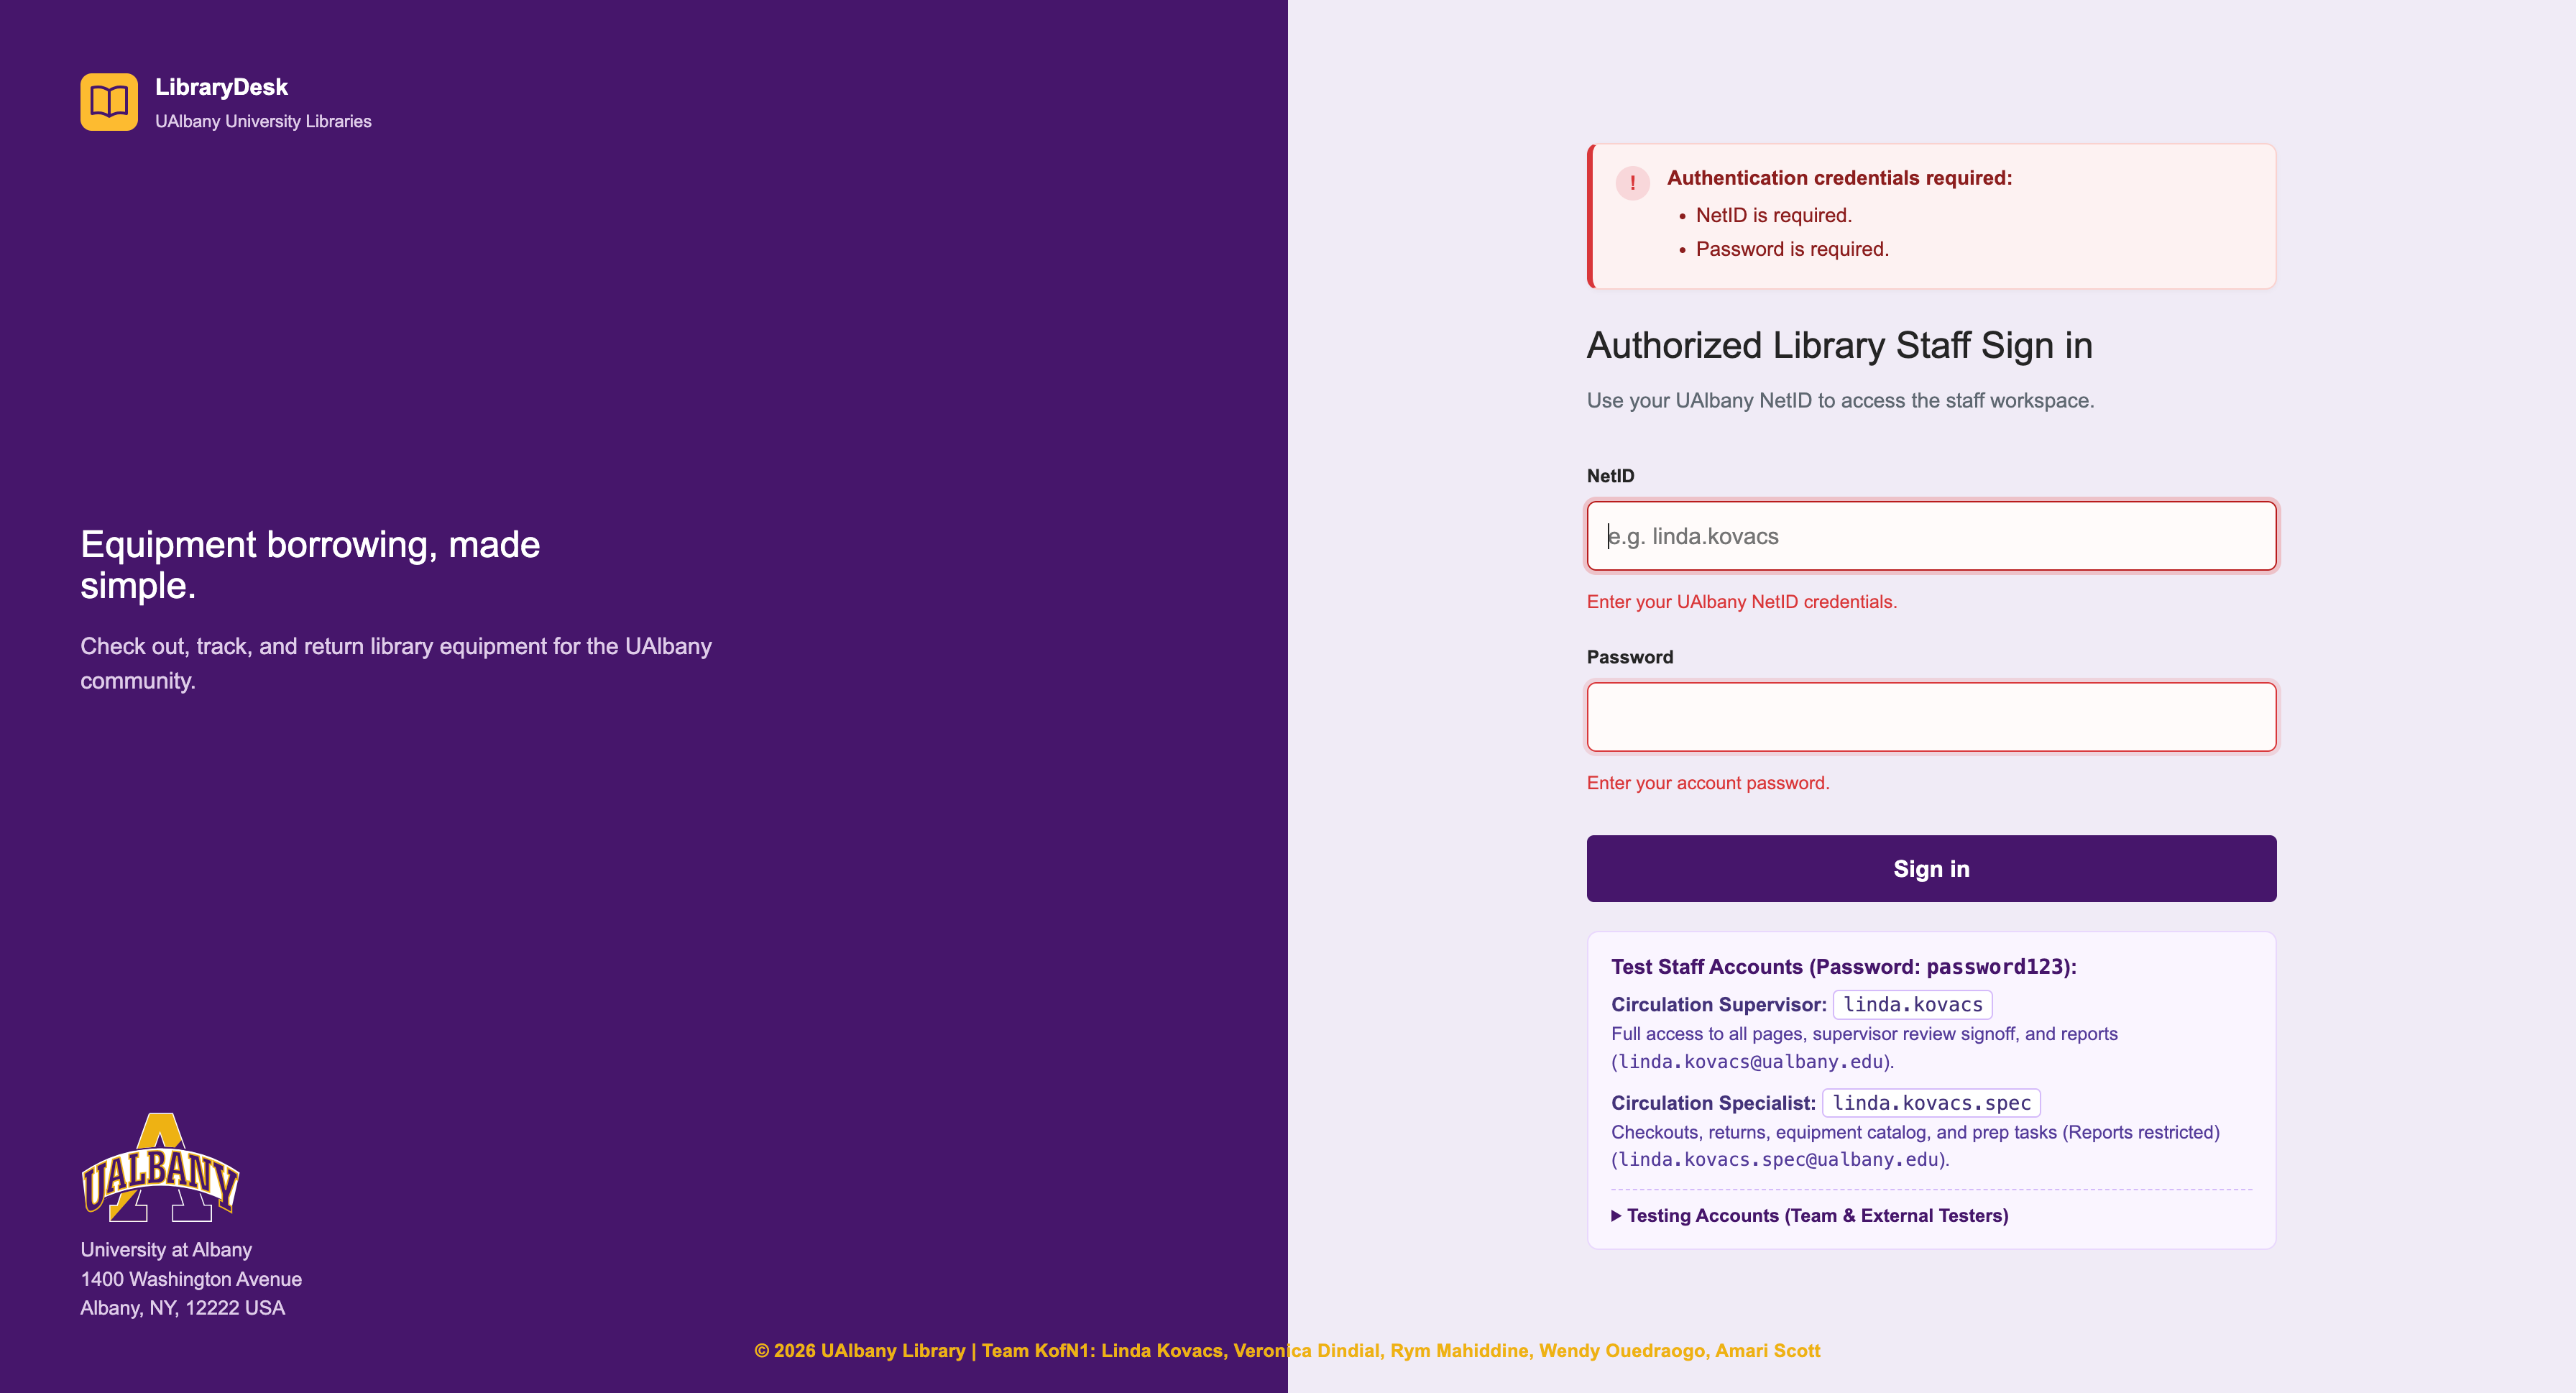 LibraryDesk
UAlbany University Libraries
Equipment borrowing, made
simple.
Check out, track, and return library equipment for the UAlbany
community.
UALBANY
University at Albany
1400 Washington Avenue
Albany, NY, 12222 USA
!
Authentication credentials required:
• NetID is required.
• Password is required.
Authorized Library Staff Sign in
Use your UAlbany NetID to access the staff workspace.
NetID
e.g. linda.kovacs
Enter your UAlbany NetID credentials.
Password
Enter your account password.
Sign in
Test Staff Accounts (Password: password123):
Circulation Supervisor: linda.kovacs
Full access to all pages, supervisor review signoff, and reports
(linda.kovacs@ualbany.edu).
Circulation Specialist: linda.kovacs.spec
Checkouts, returns, equipment catalog, and prep tasks (Reports restricted)
(linda.kovacs.spec@ualbany.edu).
▶ Testing Accounts (Team & External Testers)
© 2026 UAlbany Library | Team KofN1: Linda Kovacs, Veronica Dindial, Rym Mahiddine, Wendy Ouedraogo, Amari Scott